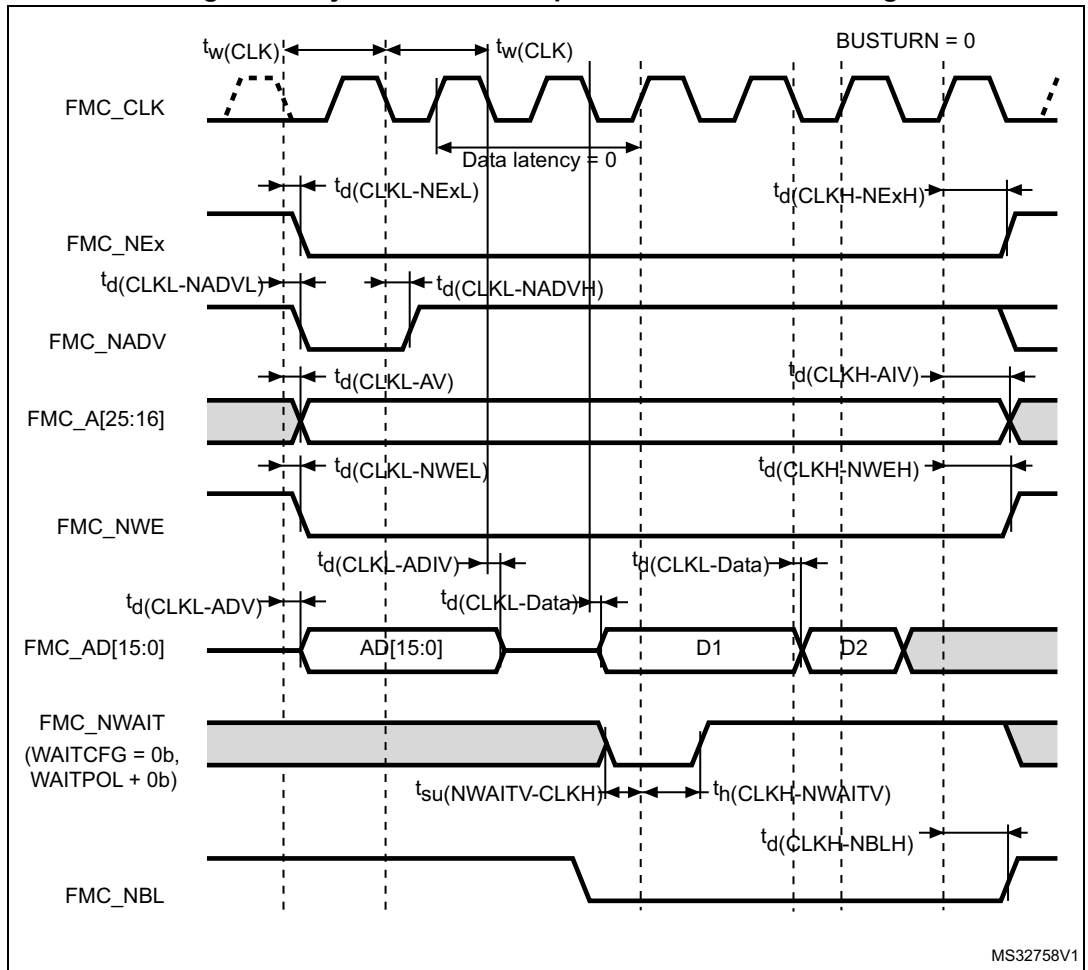 BUSTURN = 0
tw(CLK) tw(CLK)
FMC_CLK
Data latency = 0
td(CLKL-NExL) td(CLKH-NExH)
FMC_NEx
td(CLKL-NADVL) td(CLKL-NADVH)
FMC_NADV
td(CLKL-AV) td(CLKH-AIV)
FMC_A[25:16]
td(CLKL-NWEL) td(CLKH-NWEH)
FMC_NWE
td(CLKL-ADIV) td(CLKL-Data)
td(CLKL-ADV) td(CLKL-Data)
FMC_AD[15:0] AD[15:0] D1 D2
FMC_NWAIT
(WAITCFG = 0b,
WAITPOL + 0b)
tsu(NWAITV-CLKH) th(CLKH-NWAITV)
td(CLKH-NBLH)
FMC_NBL
MS32758V1